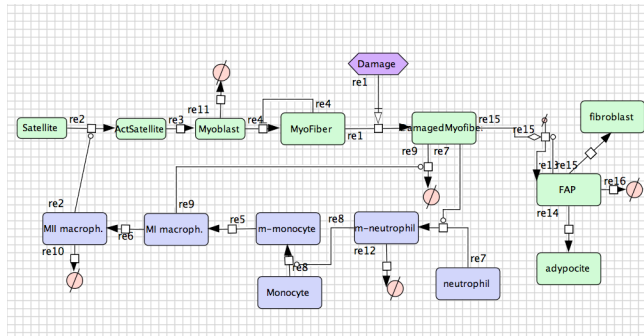 Damage
re1
re11
re4
fibroblast
re2
re3
re4
re15
Satellite
ActSatellite
Myoblast
MyoFiber
re1
DamagedMyofibe.
re15
re9
re7
re13
re15
FAP
re16
re2
re9
re14
MII macroph.
re6
MI macroph.
re5
m-monocyte
re8
m-neutrophil
re10
re8
re12
re7
adypocite
Monocyte
neutrophil